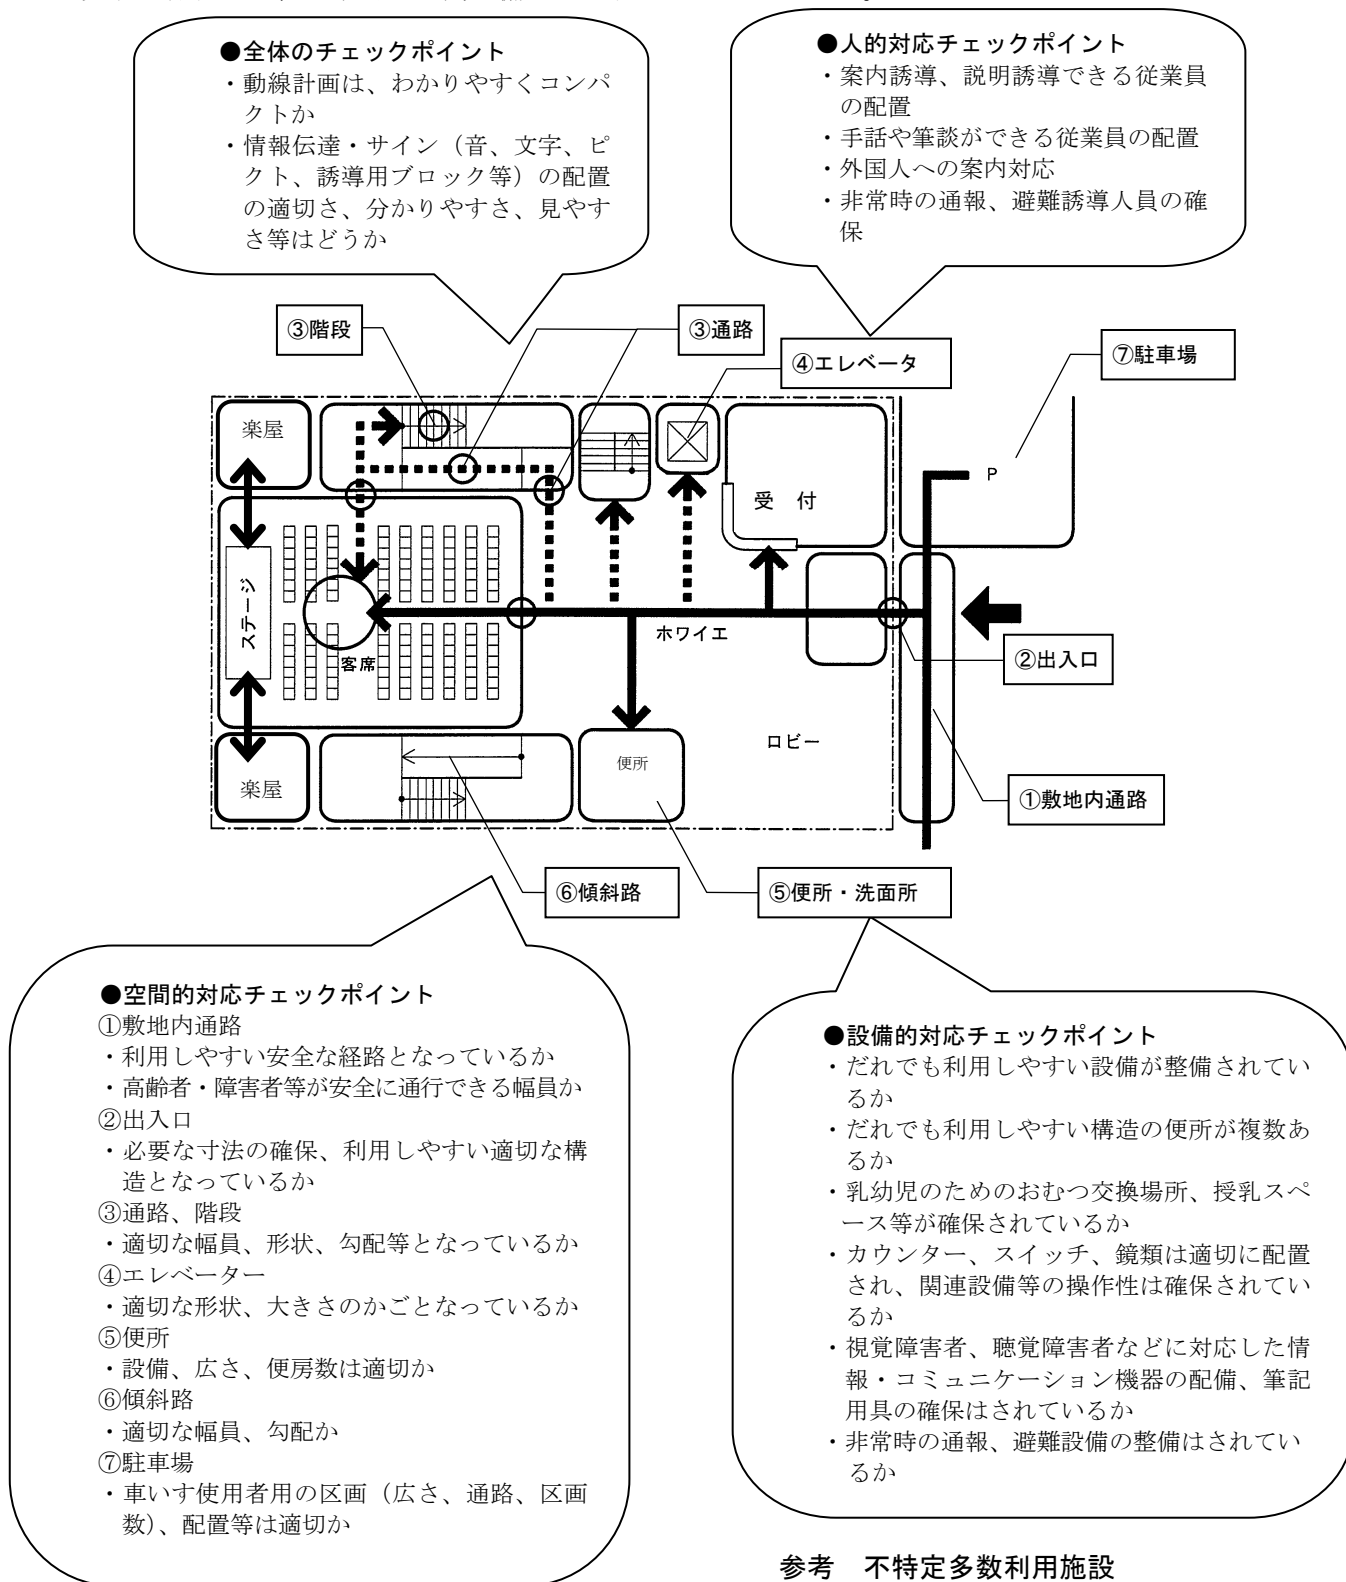 ●全体のチェックポイント
・動線計画は、わかりやすくコンパ
クトか
・情報伝達・サイン（音、文字、ピ
クト、誘導用ブロック等）の配置
の適切さ、分かりやすさ、見やす
さ等はどうか
●人的対応チェックポイント
・案内誘導、説明誘導できる従業員
の配置
・手話や筆談ができる従業員の配置
・外国人への案内対応
・非常時の通報、避難誘導人員の確
保
③階段
③通路
④エレベータ
⑦駐車場
楽屋
P
受　付
ステージ
客席
ホワイエ
②出入口
ロビー
便所
楽屋
①敷地内通路
⑥傾斜路
⑤便所・洗面所
●空間的対応チェックポイント
①敷地内通路
・利用しやすい安全な経路となっているか
・高齢者・障害者等が安全に通行できる幅員か
②出入口
・必要な寸法の確保、利用しやすい適切な構
造となっているか
③通路、階段
・適切な幅員、形状、勾配等となっているか
④エレベーター
・適切な形状、大きさのかごとなっているか
⑤便所
・設備、広さ、便房数は適切か
⑥傾斜路
・適切な幅員、勾配か
⑦駐車場
・車いす使用者用の区画（広さ、通路、区画
数）、配置等は適切か
●設備的対応チェックポイント
・だれでも利用しやすい設備が整備されてい
るか
・だれでも利用しやすい構造の便所が複数あ
るか
・乳幼児のためのおむつ交換場所、授乳スペ
ース等が確保されているか
・カウンター、スイッチ、鏡類は適切に配置
され、関連設備等の操作性は確保されてい
るか
・視覚障害者、聴覚障害者などに対応した情
報・コミュニケーション機器の配備、筆記
用具の確保はされているか
・非常時の通報、避難設備の整備はされてい
るか
参考　不特定多数利用施設